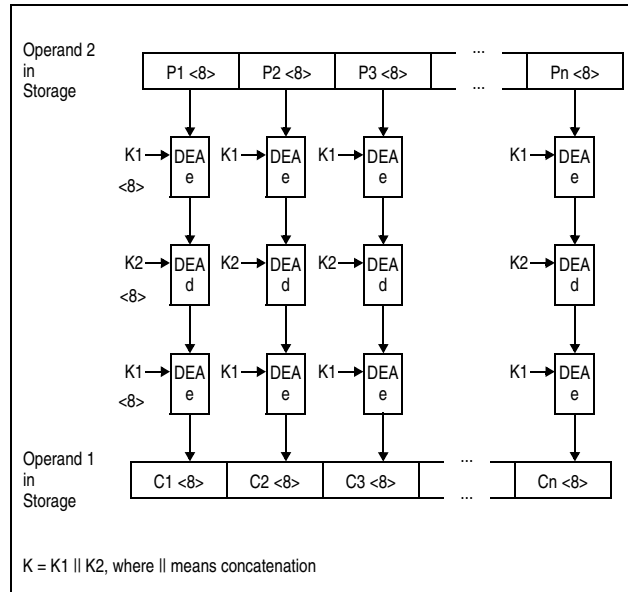 Operand 2
in
Storage
P1 <8> P2 <8> P3 <8> ... ... Pn <8>
K1 DEA e K1 DEA e K1 DEA e K1 DEA e
<8>
K2 DEA d K2 DEA d K2 DEA d K2 DEA d
<8>
K1 DEA e K1 DEA e K1 DEA e K1 DEA e
<8>
Operand 1
in
Storage
C1 <8> C2 <8> C3 <8> ... ... Cn <8>
K = K1 || K2, where || means concatenation